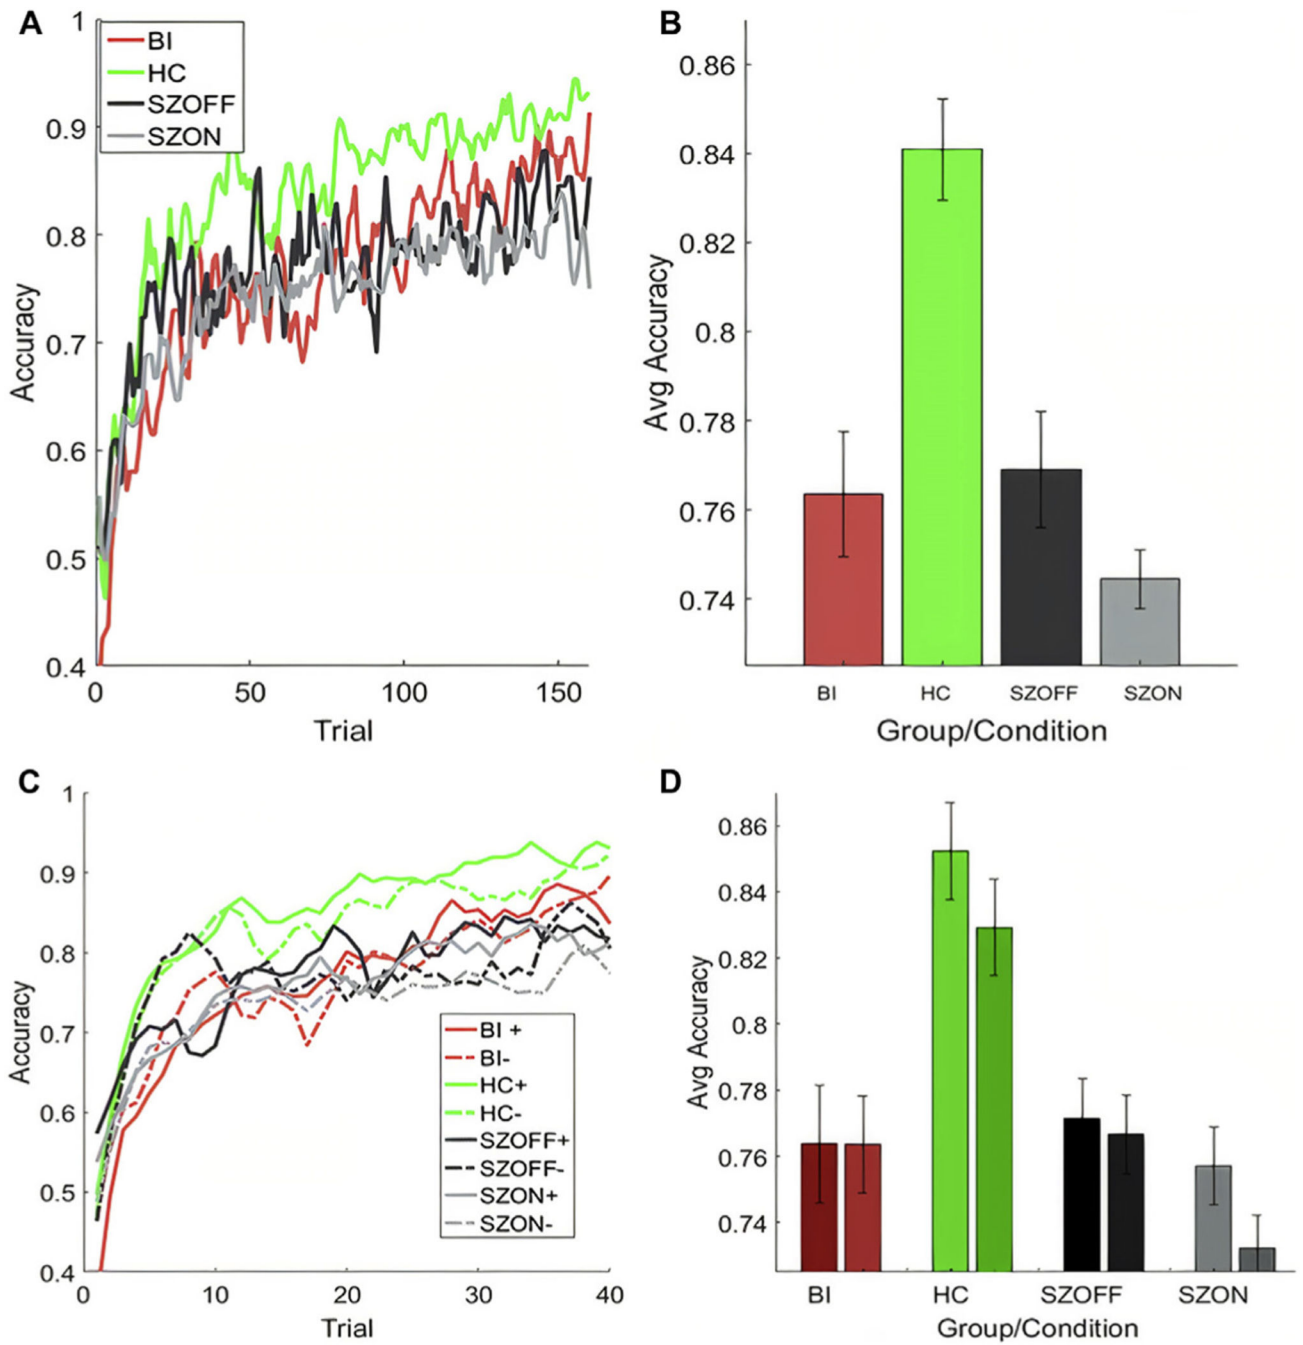 A
1
0.9
0.8
0.7
0.6
0.5
0.4
Accuracy
BI
HC
SZOFF
SZON
0 50 100 150
Trial
B
0.86
0.84
0.82
0.8
0.78
0.76
0.74
Avg Accuracy
BI HC SZOFF SZON
Group/Condition
C
1
0.9
0.8
0.7
0.6
0.5
0.4
Accuracy
BI +
BI-
HC+
HC-
SZOFF+
SZOFF-
SZON+
SZON-
0 10 20 30 40
Trial
D
0.86
0.84
0.82
0.8
0.78
0.76
0.74
Avg Accuracy
BI HC SZOFF SZON
Group/Condition